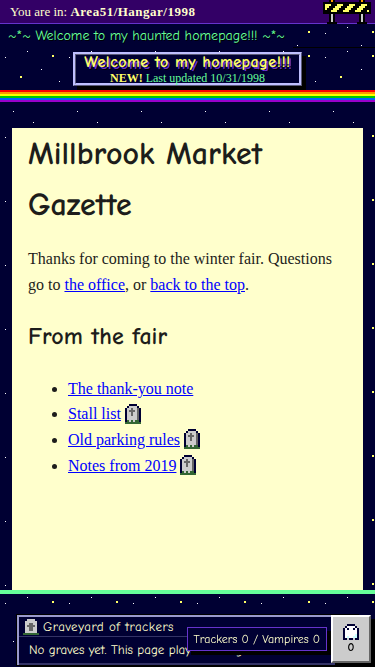 You are in: Area51/Hangar/1998
~*~ Welcome to my haunted homepage!!! ~*~
Welcome to my homepage!!!
NEW! Last updated 10/31/1998
Millbrook Market
Gazette
Thanks for coming to the winter fair. Questions
go to the office, or back to the top.
From the fair
The thank-you note
Stall list
Old parking rules
Notes from 2019
Graveyard of trackers
No graves yet. This page
Trackers 0 / Vampires 0
0